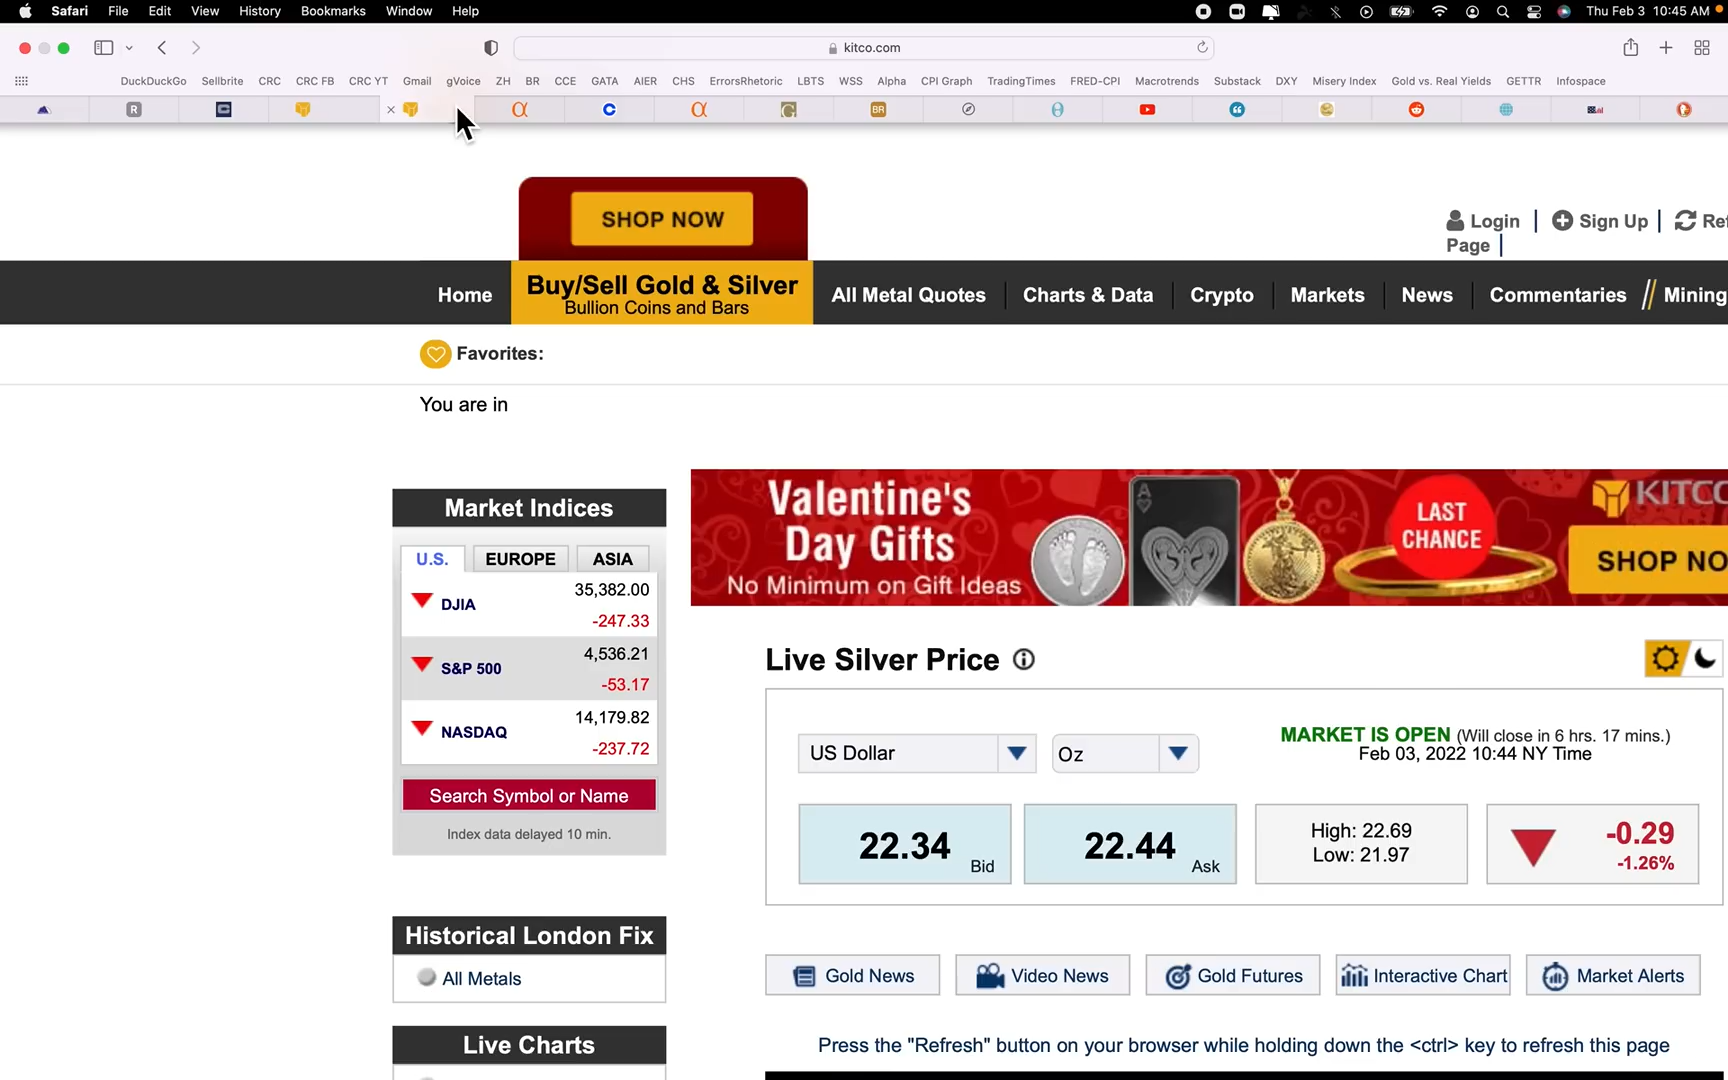 Safari File Edit View History Bookmarks Window Help
Thu Feb 3 10:45 AM
kitco.com
DuckDuckGo Sellbrite CRC CRC FB CRC YT Gmail gVoice ZH BR CCE GATA AIER CHS ErrorsRhetoric LBTS WSS Alpha CPI Graph TradingTimes FRED-CPI Macrotrends Substack DXY Misery Index Gold vs. Real Yields GETTR Infospace
R
BR
SHOP NOW
Login | Sign Up | Ref
Page |
Home
Buy/Sell Gold & Silver
Bullion Coins and Bars
All Metal Quotes
Charts & Data
Crypto
Markets
News
Commentaries // Mining
Favorites:
You are in
Market Indices
U.S. EUROPE ASIA
DJIA 35,382.00
-247.33
S&P 500 4,536.21
-53.17
NASDAQ 14,179.82
-237.72
Search Symbol or Name
Index data delayed 10 min.
Historical London Fix
All Metals
Live Charts
Valentine's
Day Gifts
No Minimum on Gift Ideas
A
LAST
CHANCE
KITCO
SHOP NO
Live Silver Price
US Dollar
Oz
MARKET IS OPEN (Will close in 6 hrs. 17 mins.)
Feb 03, 2022 10:44 NY Time
22.34 Bid
22.44 Ask
High: 22.69
Low: 21.97
-0.29
-1.26%
Gold News
Video News
Gold Futures
Interactive Chart
Market Alerts
Press the "Refresh" button on your browser while holding down the <ctrl> key to refresh this page